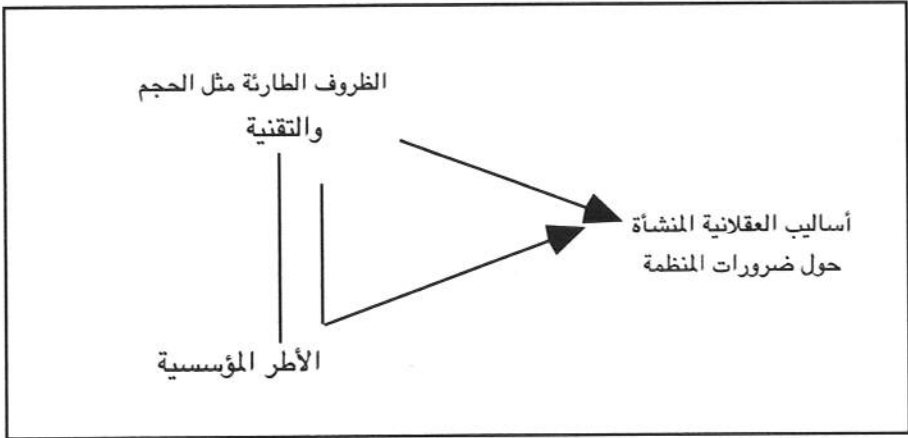 الظروف الطارئة مثل الحجم
والتقنية
أساليب العقلانية المنشأة
حول ضرورات المنظمة
الأطر المؤسسية